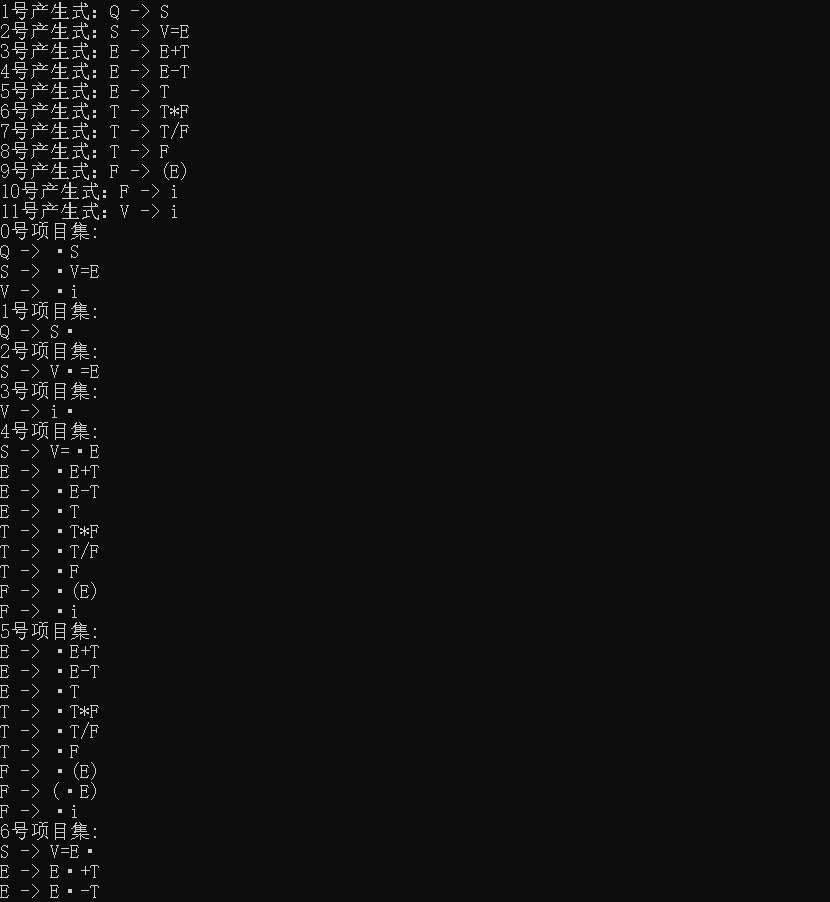 1号产生式: Q -> S
2号产生式: S -> V=E
3号产生式: E -> E+T
4号产生式: E -> E-T
5号产生式: E -> T
6号产生式: T -> T*F
7号产生式: T -> T/F
8号产生式: T -> F
9号产生式: F -> (E)
10号产生式: F -> i
11号产生式: V -> i
0号项目集:
Q -> ·S
S -> ·V=E
V -> ·i
1号项目集:
Q -> S·
2号项目集:
S -> V·=E
3号项目集:
V -> i·
4号项目集:
S -> V=·E
E -> ·E+T
E -> ·E-T
E -> ·T
T -> ·T*F
T -> ·T/F
T -> ·F
F -> ·(E)
F -> ·i
5号项目集:
E -> ·E+T
E -> ·E-T
E -> ·T
T -> ·T*F
T -> ·T/F
T -> ·F
F -> ·(E)
F -> (·E)
F -> ·i
6号项目集:
S -> V=E·
E -> E·+T
E -> E·-T